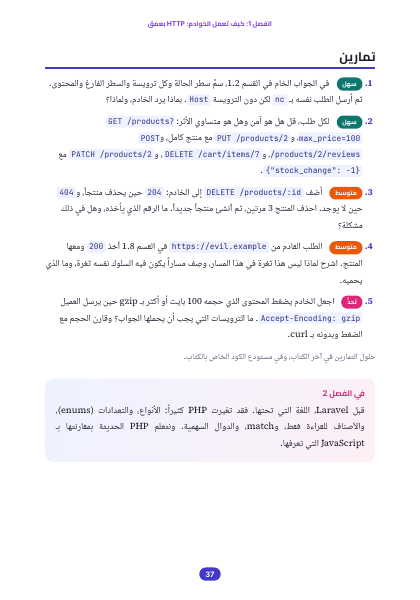 الفصل 1: كيف تعمل الخوادم: HTTP بعمق
تمارين
1. سهل في الجواب الخام في القسم 1.2، سمِّ سطر الحالة وكل ترويسة والسطر الفارغ والمحتوى.
ثم أرسل الطلب نفسه بـ nc لكن دون الترويسة Host. بماذا يرد الخادم، ولماذا؟
2. سهل لكل طلب، قل هل هو آمن وهل هو متساوي الأثر: GET /products?
max_price=100، و PUT /products/2 مع منتج كامل، و POST
/products/2/reviews، و DELETE /cart/items/7، و PATCH /products/2 مع
{"stock_change": -1}.
3. متوسط أضف DELETE /products/:id إلى الخادم: 204 حين يحذف منتجاً، و 404
حين لا يوجد. احذف المنتج 3 مرتين، ثم أنشئ منتجاً جديداً. ما الرقم الذي يأخذه، وهل في ذلك
مشكلة؟
4. متوسط الطلب القادم من https://evil.example في القسم 1.8 أخذ 200 ومعها
المنتج. اشرح لماذا ليس هذا ثغرة في هذا المسار، وصِف مساراً يكون فيه السلوك نفسه ثغرة، وما الذي
يحميه.
5. تحدٍّ اجعل الخادم يضغط المحتوى الذي حجمه 100 بايت أو أكثر بـ gzip حين يرسل العميل
Accept-Encoding: gzip. ما الترويسات التي يجب أن يحملها الجواب؟ وقارن الحجم مع
الضغط وبدونه بـ curl.
حلول التمارين في آخر الكتاب، وفي مستودع الكود الخاص بالكتاب.
في الفصل 2
قبل Laravel، اللغة التي تحتها. فقد تغيرت PHP كثيراً: الأنواع، والتعدادات (enums)،
والأصناف للقراءة فقط، وmatch، والدوال السهمية. وستتعلم PHP الحديثة بمقارنتها بـ
JavaScript التي تعرفها.
37